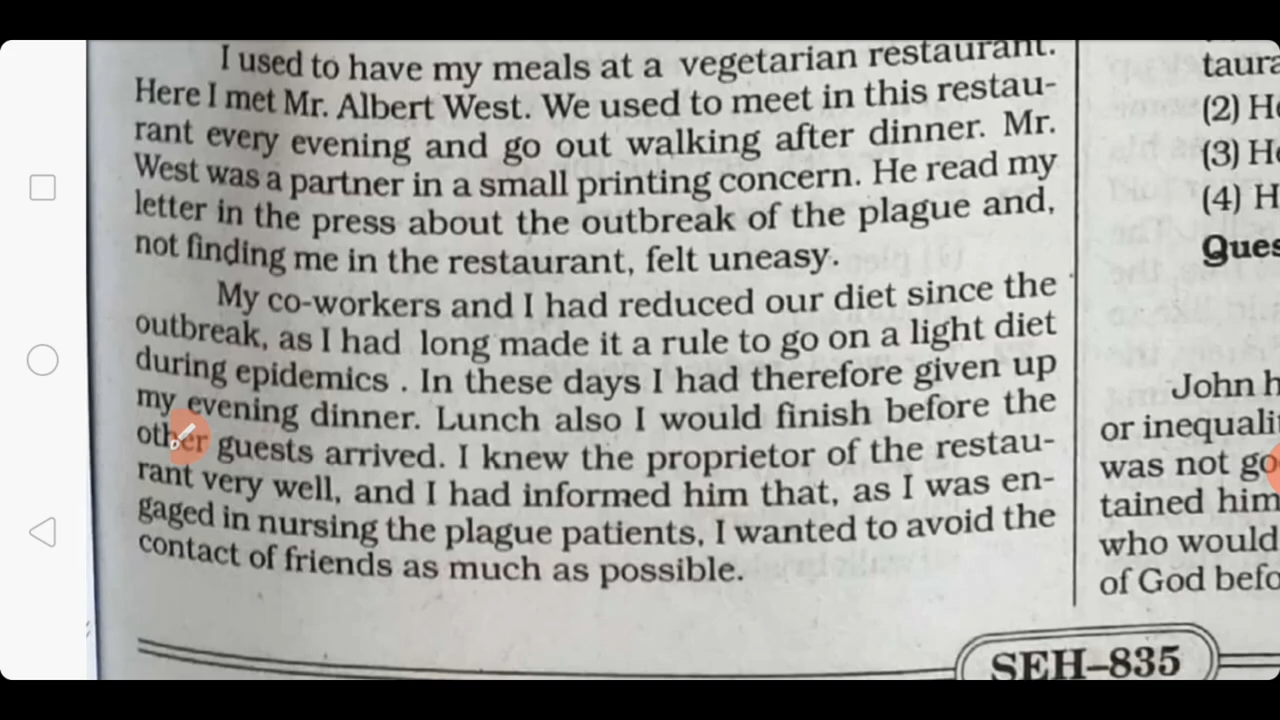 I used to have my meals at a vegetarian restaurant.
Here I met Mr. Albert West. We used to meet in this restau-
rant every evening and go out walking after dinner. Mr.
West was a partner in a small printing concern. He read my
letter in the press about the outbreak of the plague and,
not finding me in the restaurant, felt uneasy.
My co-workers and I had reduced our diet since the
outbreak, as I had long made it a rule to go on a light diet
during epidemics . In these days I had therefore given up
my evening dinner. Lunch also I would finish before the
other guests arrived. I knew the proprietor of the restau-
rant very well, and I had informed him that, as I was en-
gaged in nursing the plague patients, I wanted to avoid the
contact of friends as much as possible.
SEH–835
taura
(2) He
(3) He
(4) H
Ques
John h
or inequali
was not go
tained him
who would
of God befo